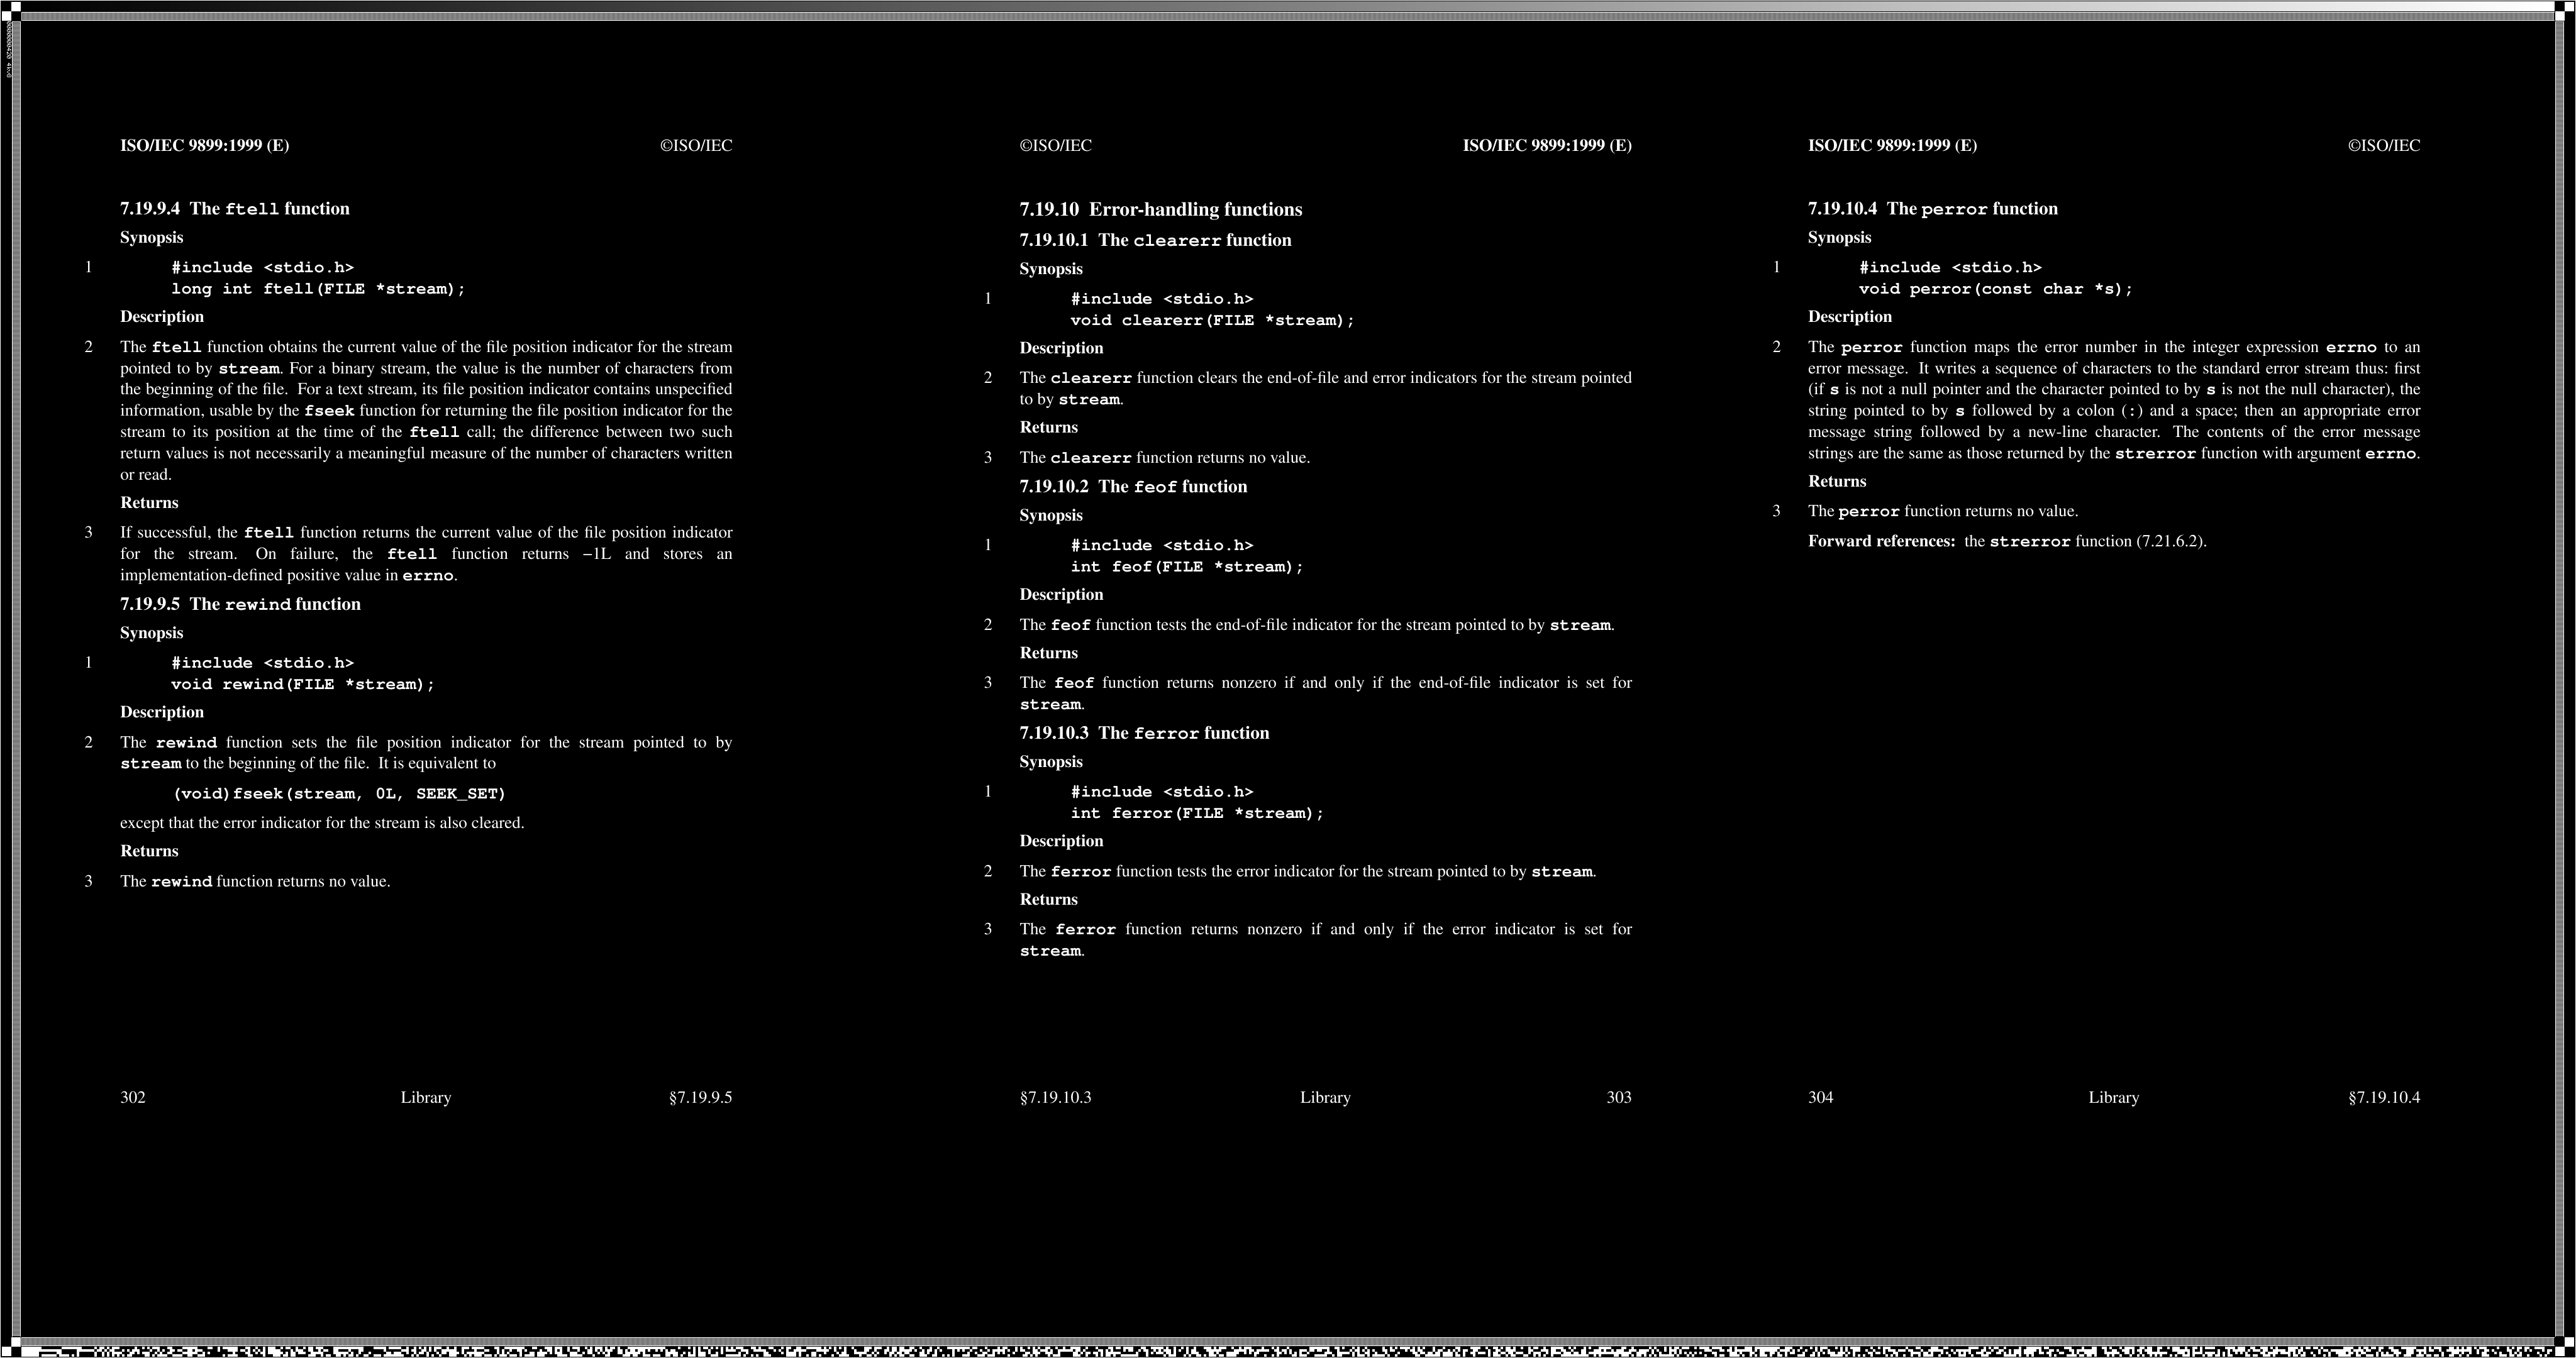 ISO/IEC 9899:1999 (E) ©ISO/IEC
7.19.9.4 The ftell function
Synopsis
1 #include <stdio.h>
long int ftell(FILE *stream);
Description
2 The ftell function obtains the current value of the file position indicator for the stream
pointed to by stream. For a binary stream, the value is the number of characters from
the beginning of the file. For a text stream, its file position indicator contains unspecified
information, usable by the fseek function for returning the file position indicator for the
stream to its position at the time of the ftell call; the difference between two such
return values is not necessarily a meaningful measure of the number of characters written
or read.
Returns
3 If successful, the ftell function returns the current value of the file position indicator
for the stream. On failure, the ftell function returns −1L and stores an
implementation-defined positive value in errno.
7.19.9.5 The rewind function
Synopsis
1 #include <stdio.h>
void rewind(FILE *stream);
Description
2 The rewind function sets the file position indicator for the stream pointed to by
stream to the beginning of the file. It is equivalent to
(void)fseek(stream, 0L, SEEK_SET)
except that the error indicator for the stream is also cleared.
Returns
3 The rewind function returns no value.
302 Library §7.19.9.5
©ISO/IEC ISO/IEC 9899:1999 (E)
7.19.10 Error-handling functions
7.19.10.1 The clearerr function
Synopsis
1 #include <stdio.h>
void clearerr(FILE *stream);
Description
2 The clearerr function clears the end-of-file and error indicators for the stream pointed
to by stream.
Returns
3 The clearerr function returns no value.
7.19.10.2 The feof function
Synopsis
1 #include <stdio.h>
int feof(FILE *stream);
Description
2 The feof function tests the end-of-file indicator for the stream pointed to by stream.
Returns
3 The feof function returns nonzero if and only if the end-of-file indicator is set for
stream.
7.19.10.3 The ferror function
Synopsis
1 #include <stdio.h>
int ferror(FILE *stream);
Description
2 The ferror function tests the error indicator for the stream pointed to by stream.
Returns
3 The ferror function returns nonzero if and only if the error indicator is set for
stream.
§7.19.10.3 Library 303
ISO/IEC 9899:1999 (E) ©ISO/IEC
7.19.10.4 The perror function
Synopsis
1 #include <stdio.h>
void perror(const char *s);
Description
2 The perror function maps the error number in the integer expression errno to an
error message. It writes a sequence of characters to the standard error stream thus: first
(if s is not a null pointer and the character pointed to by s is not the null character), the
string pointed to by s followed by a colon (:) and a space; then an appropriate error
message string followed by a new-line character. The contents of the error message
strings are the same as those returned by the strerror function with argument errno.
Returns
3 The perror function returns no value.
Forward references: the strerror function (7.21.6.2).
304 Library §7.19.10.4